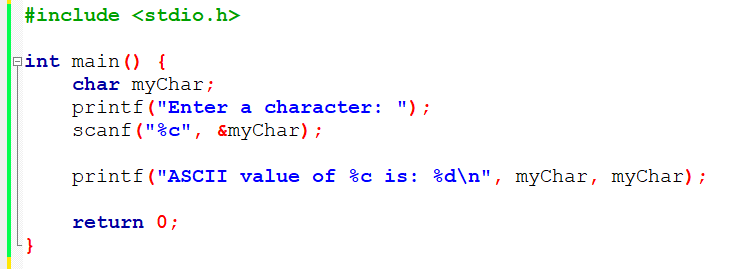 #include <stdio.h>
int main() {
char myChar;
printf("Enter a character: ");
scanf("%c", &myChar);
printf("ASCII value of %c is: %d\n", myChar, myChar);
return 0;
}